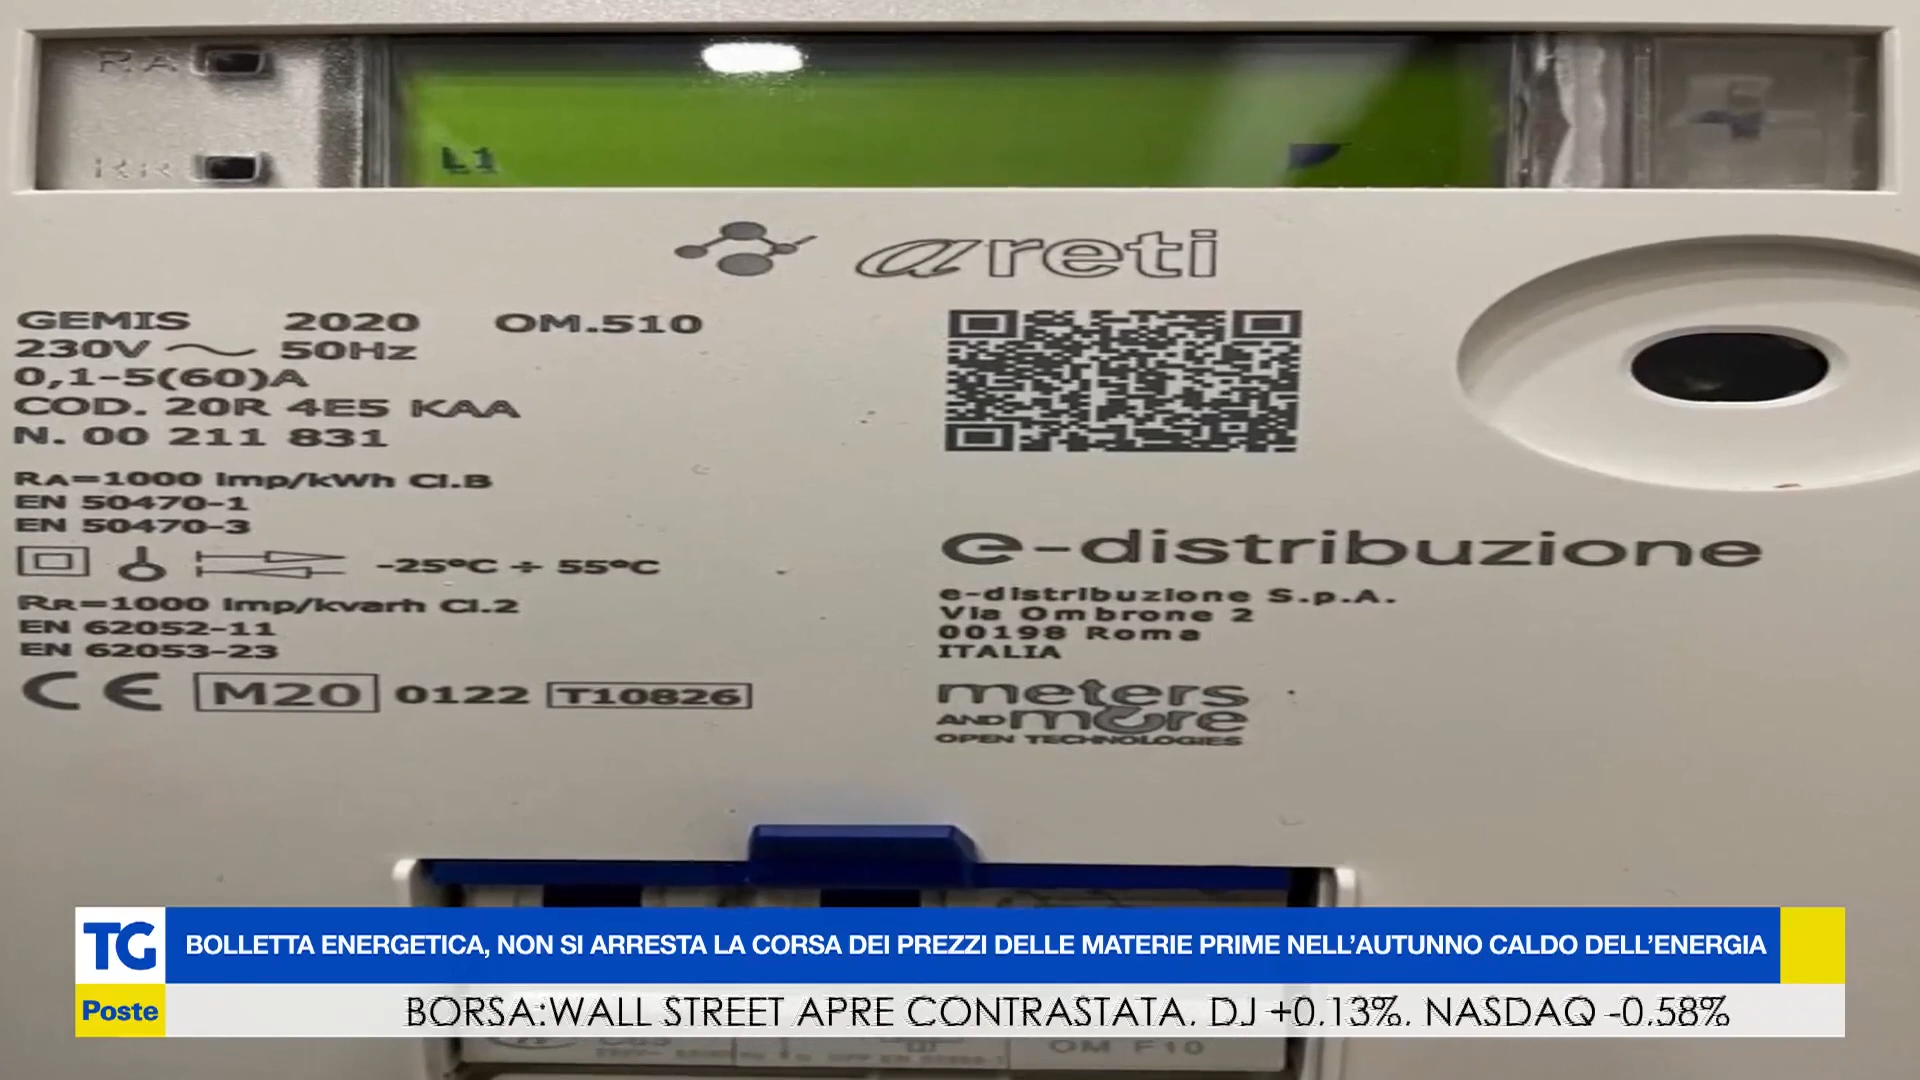 RA
L1
RR
areti
GEMIS 2020 OM.510
230V ~ 50Hz
0,1-5(60)A
COD. 20R 4E5 KAA
N. 00 211 831
RA=1000 imp/kWh Cl.B
EN 50470-1
EN 50470-3
-25°C ÷ 55°C
RR=1000 imp/kvarh Cl.2
EN 62052-11
EN 62053-23
CE M20 0122 T10826
e-distribuzione
e-distribuzione S.p.A.
Via Ombrone 2
00198 Roma
ITALIA
meters
AND more
OPEN TECHNOLOGIES
TG BOLLETTA ENERGETICA, NON SI ARRESTA LA CORSA DEI PREZZI DELLE MATERIE PRIME NELL'AUTUNNO CALDO DELL'ENERGIA
Poste BORSA:WALL STREET APRE CONTRASTATA, DJ +0,13%, NASDAQ -0,58%
OM F10